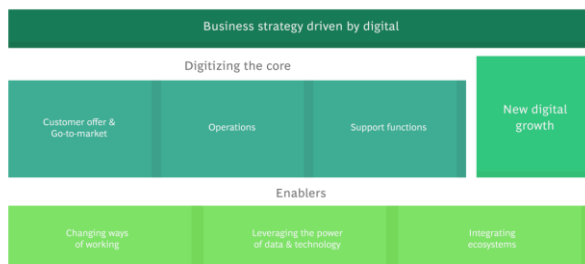 Business strategy driven by digital
Digitizing the core
Customer offer &
Go-to-market
Operations
Support functions
New digital
growth
Enablers
Changing ways
of working
Leveraging the power
of data & technology
Integrating
ecosystems